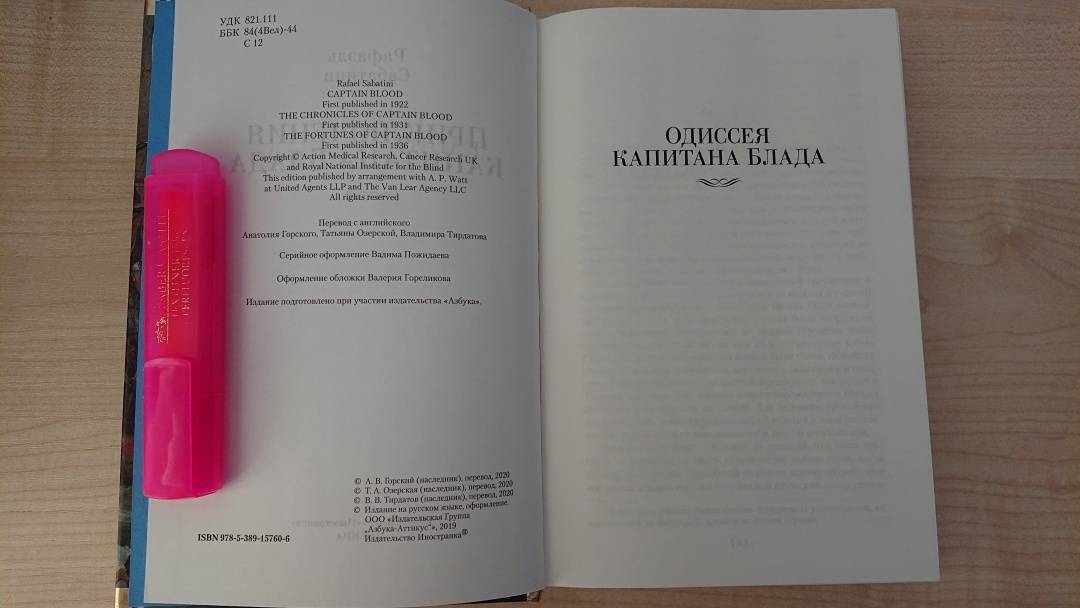 УДК 821.111
ББК 84(4Вел)-44
С 12
Рафаэль
Сабатини
Rafael Sabatini
CAPTAIN BLOOD
First published in 1922
THE CHRONICLES OF CAPTAIN BLOOD
First published in 1931
THE FORTUNES OF CAPTAIN BLOOD
First published in 1936
Copyright © Action Medical Research, Cancer Research UK
and Royal National Institute for the Blind
This edition published by arrangement with A. P. Watt
at United Agents LLP and The Van Lear Agency LLC
All rights reserved
Перевод с английского
Анатолия Горского, Татьяны Озерской, Владимира Тирдатова
Серийное оформление Вадима Пожидаева
Оформление обложки Валерия Гореликова
Издание подготовлено при участии издательства «Азбука».
© А. В. Горский (наследник), перевод, 2020
© Т. А. Озерская (наследник), перевод, 2020
© В. В. Тирдатов (наследник), перевод, 2020
© Издание на русском языке, оформление.
ООО «Издательская Группа
„Азбука-Аттикус“», 2019
Издательство Иностранка®
ISBN 978-5-389-15760-6
FABER-CASTELL
TEXTLINER 1546
ОДИССЕЯ
КАПИТАНА БЛАДА